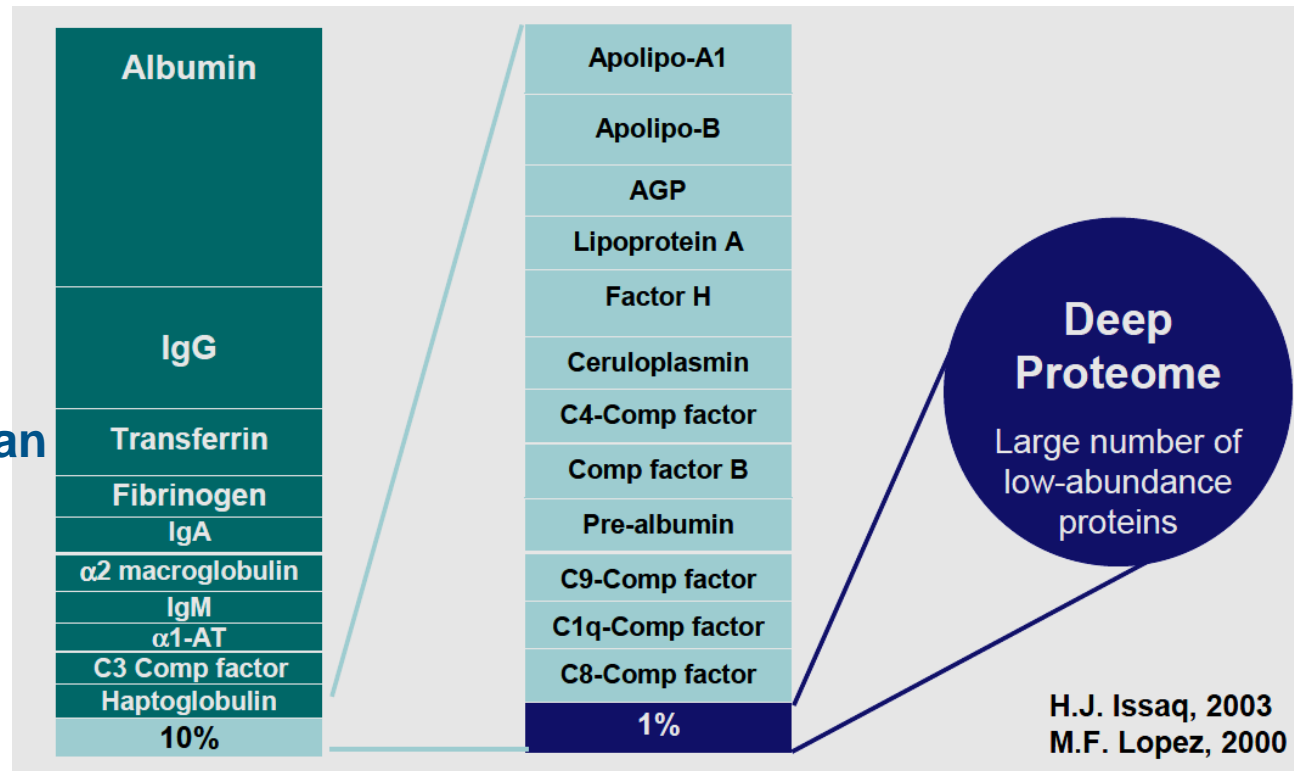 Albumin
IgG
Transferrin
Fibrinogen
IgA
α2 macroglobulin
IgM
α1-AT
C3 Comp factor
Haptoglobulin
10%
an
Apolipo-A1
Apolipo-B
AGP
Lipoprotein A
Factor H
Ceruloplasmin
C4-Comp factor
Comp factor B
Pre-albumin
C9-Comp factor
C1q-Comp factor
C8-Comp factor
1%
Deep
Proteome
Large number of
low-abundance
proteins
H.J. Issaq, 2003
M.F. Lopez, 2000